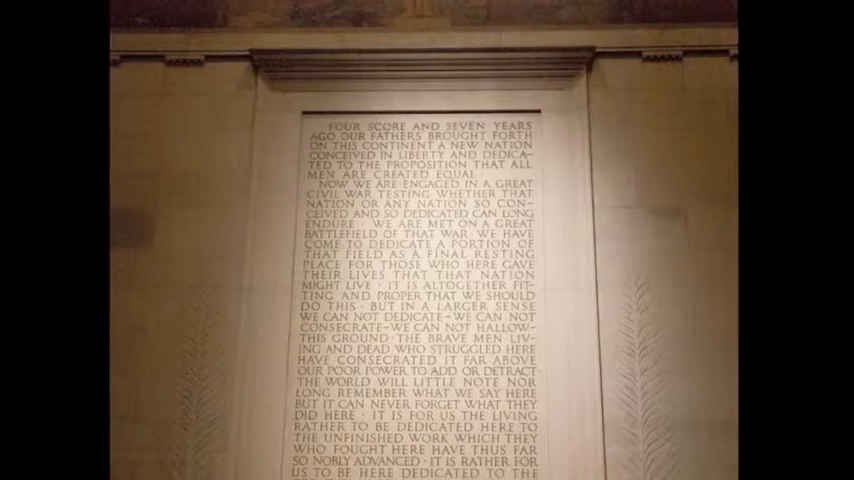 FOUR SCORE AND SEVEN YEARS
AGO OUR FATHERS BROUGHT FORTH
ON THIS CONTINENT A NEW NATION
CONCEIVED IN LIBERTY AND DEDICA-
TED TO THE PROPOSITION THAT ALL
MEN ARE CREATED EQUAL ·
NOW WE ARE ENGAGED IN A GREAT
CIVIL WAR TESTING WHETHER THAT
NATION OR ANY NATION SO CON-
CEIVED AND SO DEDICATED CAN LONG
ENDURE · WE ARE MET ON A GREAT
BATTLEFIELD OF THAT WAR · WE HAVE
COME TO DEDICATE A PORTION OF
THAT FIELD AS A FINAL RESTING
PLACE FOR THOSE WHO HERE GAVE
THEIR LIVES THAT THAT NATION
MIGHT LIVE · IT IS ALTOGETHER FIT-
TING AND PROPER THAT WE SHOULD
DO THIS · BUT IN A LARGER SENSE
WE CAN NOT DEDICATE-WE CAN NOT
CONSECRATE-WE CAN NOT HALLOW-
THIS GROUND · THE BRAVE MEN LIV-
ING AND DEAD WHO STRUGGLED HERE
HAVE CONSECRATED IT FAR ABOVE
OUR POOR POWER TO ADD OR DETRACT·
THE WORLD WILL LITTLE NOTE NOR
LONG REMEMBER WHAT WE SAY HERE
BUT IT CAN NEVER FORGET WHAT THEY
DID HERE · IT IS FOR US THE LIVING
RATHER TO BE DEDICATED HERE TO
THE UNFINISHED WORK WHICH THEY
WHO FOUGHT HERE HAVE THUS FAR
SO NOBLY ADVANCED · IT IS RATHER FOR
US TO BE HERE DEDICATED TO THE